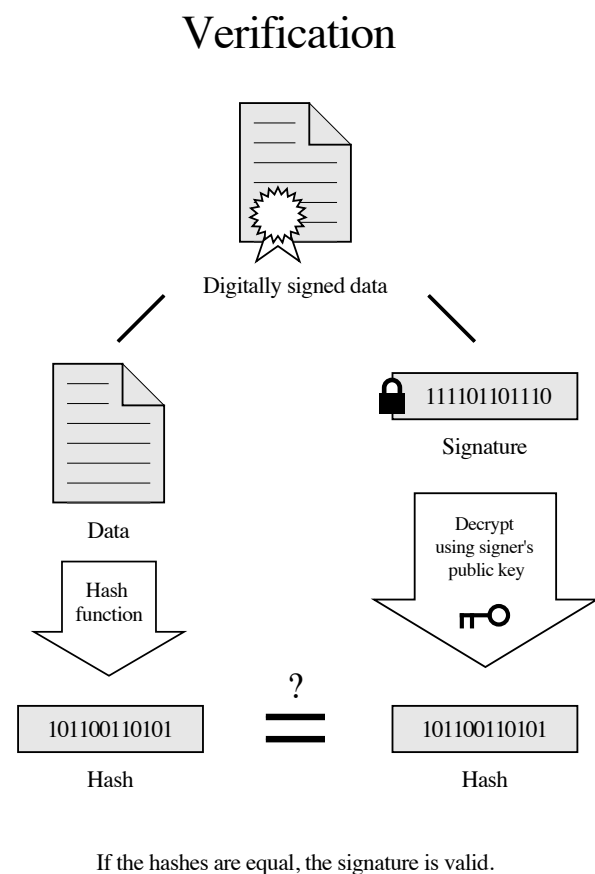 Verification
Digitally signed data
111101101110
Signature
Data
Decrypt
using signer's
public key
Hash
function
?
101100110101
101100110101
Hash
Hash
If the hashes are equal, the signature is valid.